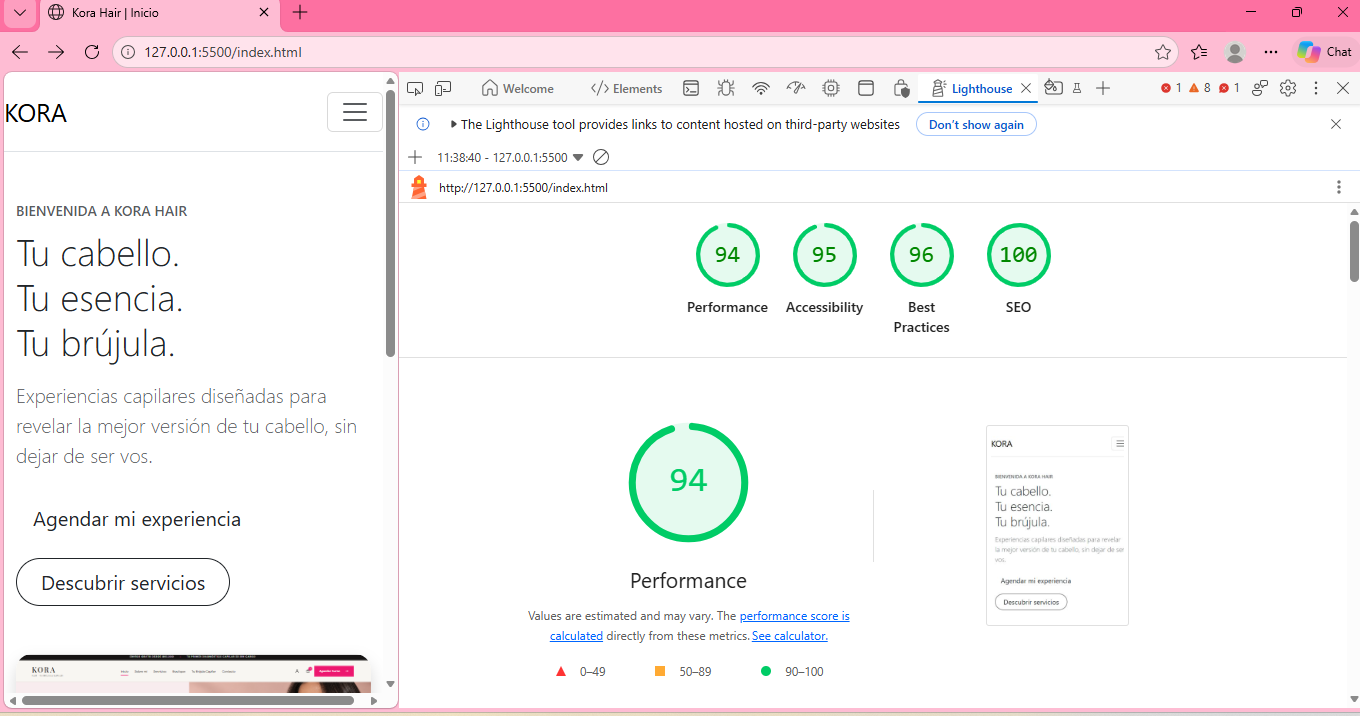 Kora Hair | Inicio
127.0.0.1:5500/index.html
Chat
KORA
BIENVENIDA A KORA HAIR
Tu cabello.
Tu esencia.
Tu brújula.
Experiencias capilares diseñadas para
revelar la mejor versión de tu cabello, sin
dejar de ser vos.
Agendar mi experiencia
Descubrir servicios
KORA
Welcome
Elements
Lighthouse
1 8 1
The Lighthouse tool provides links to content hosted on third-party websites
Don't show again
11:38:40 - 127.0.0.1:5500
http://127.0.0.1:5500/index.html
94 95 96 100
Performance Accessibility Best Practices SEO
94
Performance
Values are estimated and may vary. The performance score is
calculated directly from these metrics. See calculator.
0–49 50–89 90–100
KORA
BIENVENIDA A KORA HAIR
Tu cabello.
Tu esencia.
Tu brújula.
Experiencias capilares diseñadas para revelar
la mejor versión de tu cabello, sin dejar de ser
vos.
Agendar mi experiencia
Descubrir servicios